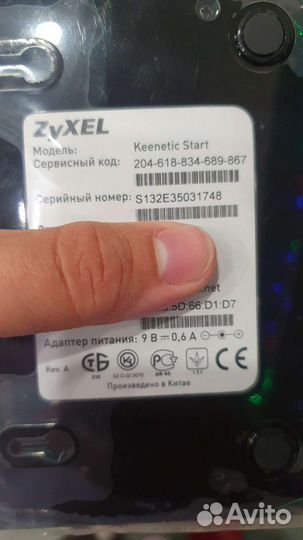 ZyXEL
Модель: Keenetic Start
Сервисный код: 204-618-834-689-867
Серийный номер: S132E35031748
5D:66:D1:D7
Адаптер питания: 9 В 0,6 А
Rev. A
Произведено в Китае
Avito